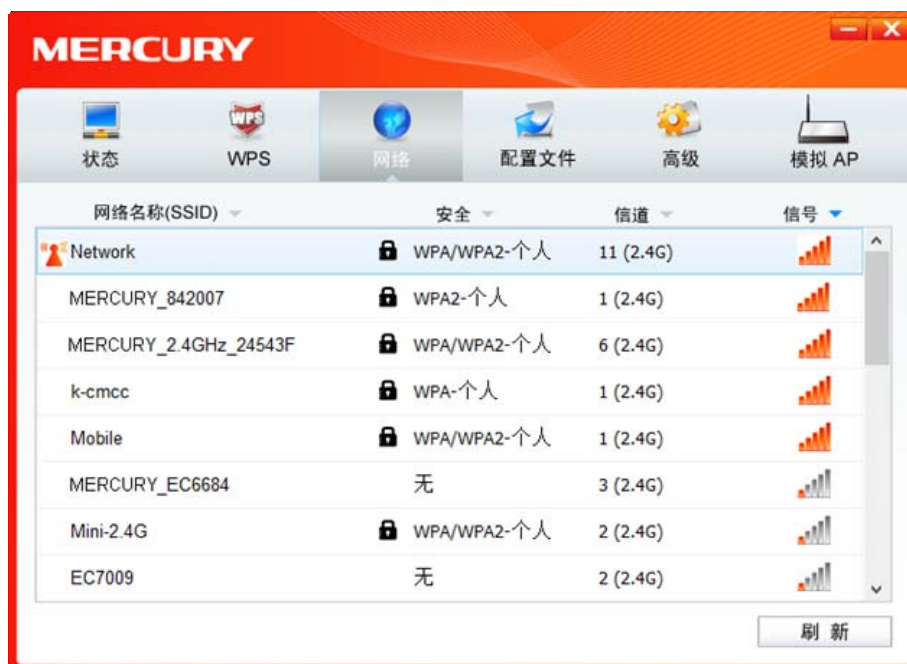 MERCURY
状态 WPS 网络 配置文件 高级 模拟 AP
网络名称(SSID) 安全 信道 信号
Network WPA/WPA2-个人 11 (2.4G)
MERCURY_842007 WPA2-个人 1 (2.4G)
MERCURY_2.4GHz_24543F WPA/WPA2-个人 6 (2.4G)
k-cmcc WPA-个人 1 (2.4G)
Mobile WPA/WPA2-个人 1 (2.4G)
MERCURY_EC6684 无 3 (2.4G)
Mini-2.4G WPA/WPA2-个人 2 (2.4G)
EC7009 无 2 (2.4G)
刷 新